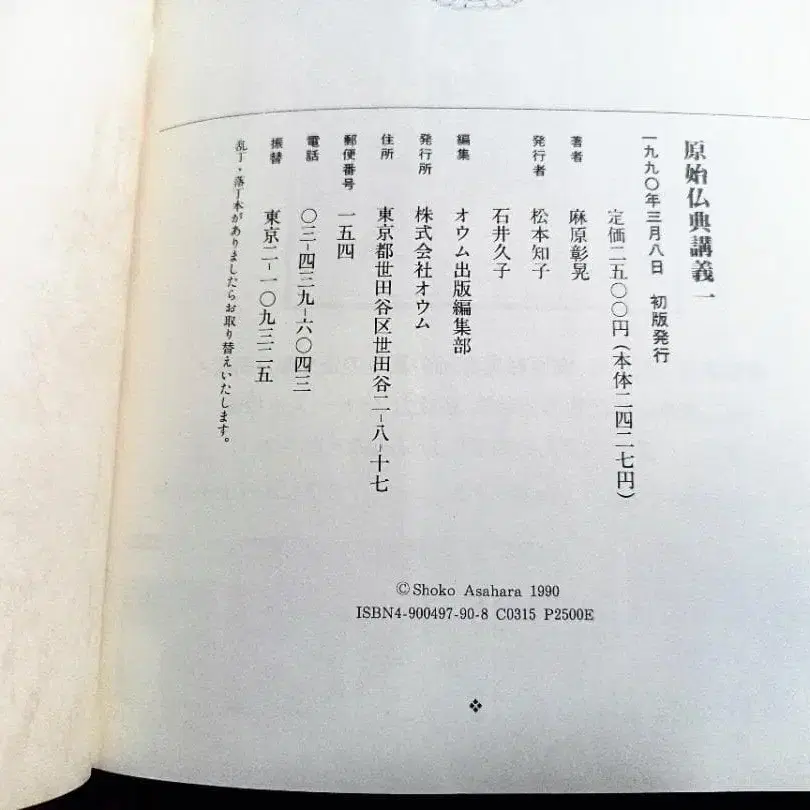 原始仏典講義一
一九九〇年三月八日 初版発行
定価二五〇〇円(本体二四二七円)
著者 麻原彰晃
発行者 松本知子
石井久子
編集 オウム出版編集部
発行所 株式会社オウム
住所 東京都世田谷区世田谷二-八-十七
郵便番号 一五四
電話 〇三-四三九-六〇四三
振替 東京二-一〇九三二五
乱丁・落丁本がありましたらお取り替えいたします。
©Shoko Asahara 1990
ISBN4-900497-90-8 C0315 P2500E